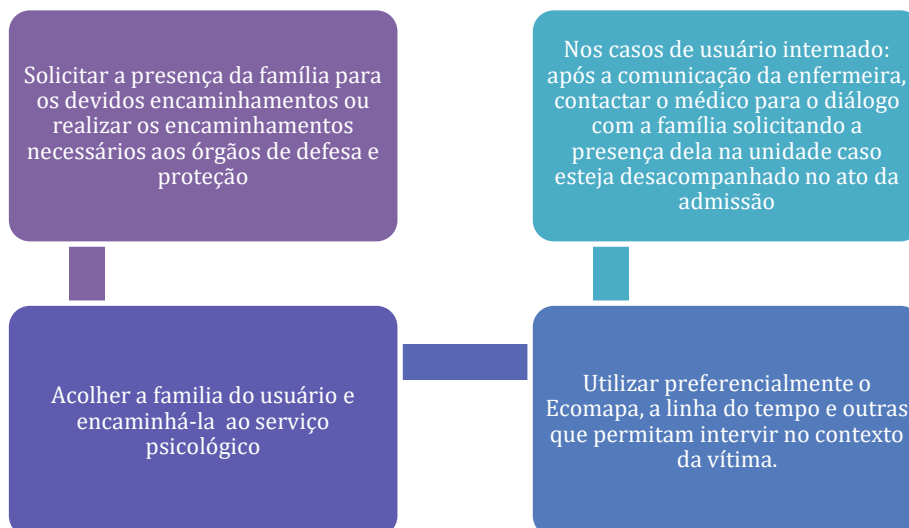 Solicitar a presença da família para
os devidos encaminhamentos ou
realizar os encaminhamentos
necessários aos órgãos de defesa e
proteção
Acolher a familia do usuário e
encaminhá-la ao serviço
psicológico
Utilizar preferencialmente o
Ecomapa, a linha do tempo e outras
que permitam intervir no contexto
da vítima.
Nos casos de usuário internado:
após a comunicação da enfermeira,
contactar o médico para o diálogo
com a família solicitando a
presença dela na unidade caso
esteja desacompanhado no ato da
admissão